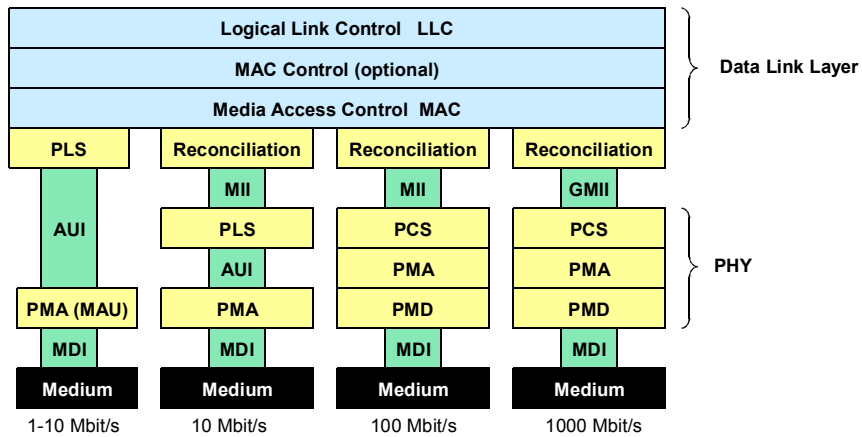 Logical Link Control LLC
MAC Control (optional)
Data Link Layer
Media Access Control MAC
PLS Reconciliation Reconciliation Reconciliation
MII MII GMII
PLS PCS PCS
AUI AUI PMA PMA PHY
PMA (MAU) PMA PMD PMD
MDI MDI MDI MDI
Medium Medium Medium Medium
1-10 Mbit/s 10 Mbit/s 100 Mbit/s 1000 Mbit/s